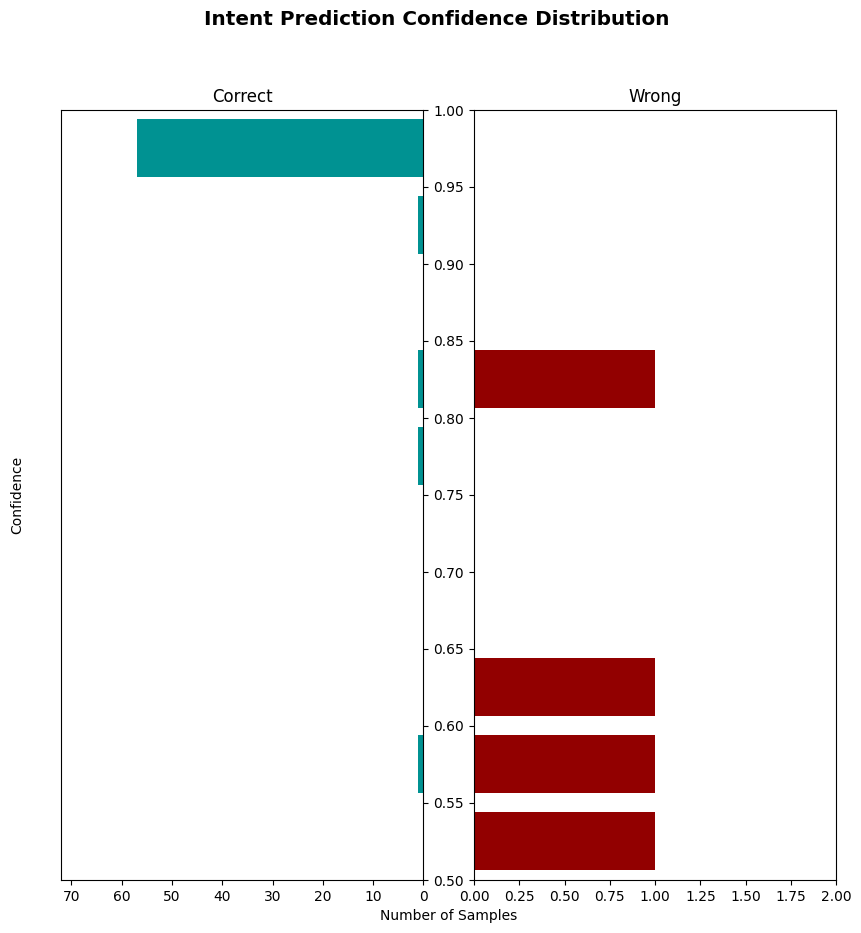 Intent Prediction Confidence Distribution
Correct
Wrong
1.00
0.95
0.90
0.85
0.80
0.75
0.70
0.65
0.60
0.55
0.50
Confidence
70 60 50 40 30 20 10 0
0.00 0.25 0.50 0.75 1.00 1.25 1.50 1.75 2.00
Number of Samples